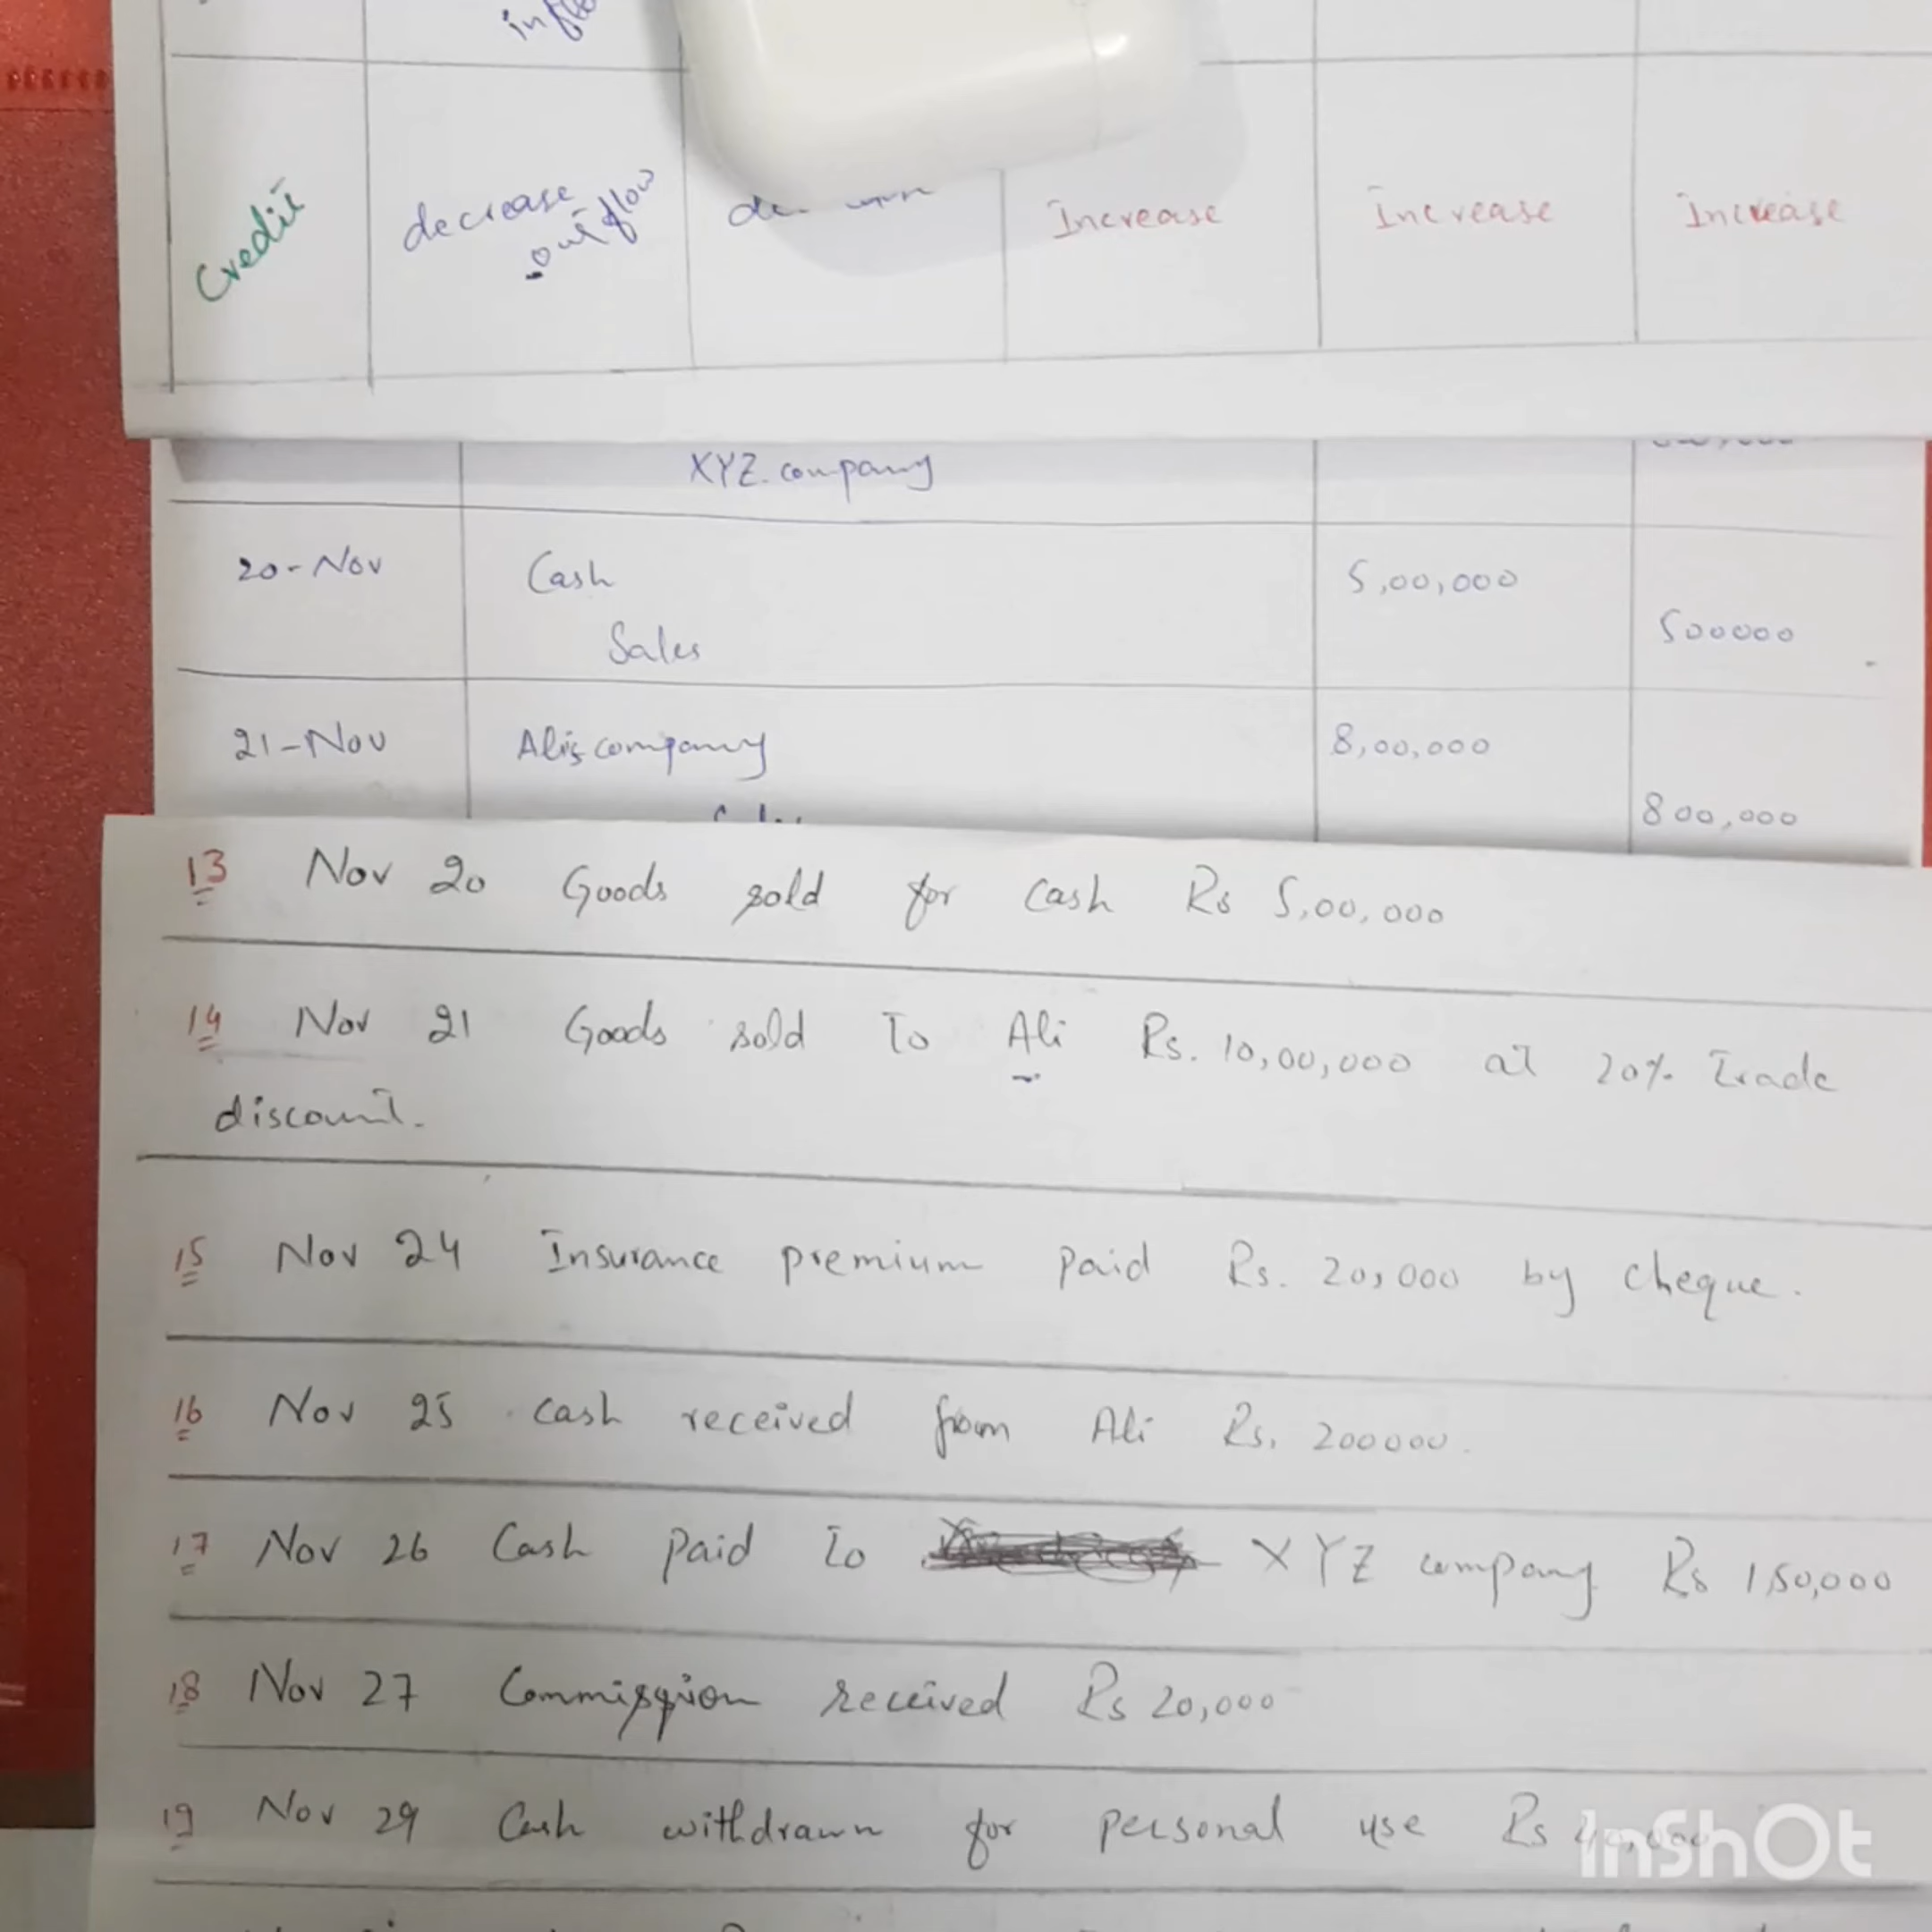 Credit decrease outflow Increase Increase Increase
XYZ. company
20-Nov Cash 5,00,000
Sales 500000
21-Nov Alis company 8,00,000
800,000
13 Nov 20 Goods sold for Cash Rs 5,00,000
14 Nov 21 Goods sold To Ali Rs. 10,00,000 at 20% Trade
discount.
15 Nov 24 Insurance premium paid Rs. 20,000 by cheque.
16 Nov 25 cash received from Ali Rs. 200000.
17 Nov 26 Cash paid to XYZ company Rs 1,50,000
18 Nov 27 Commission received Rs 20,000
19 Nov 29 Cash withdrawn for personal use Rs
InShOt